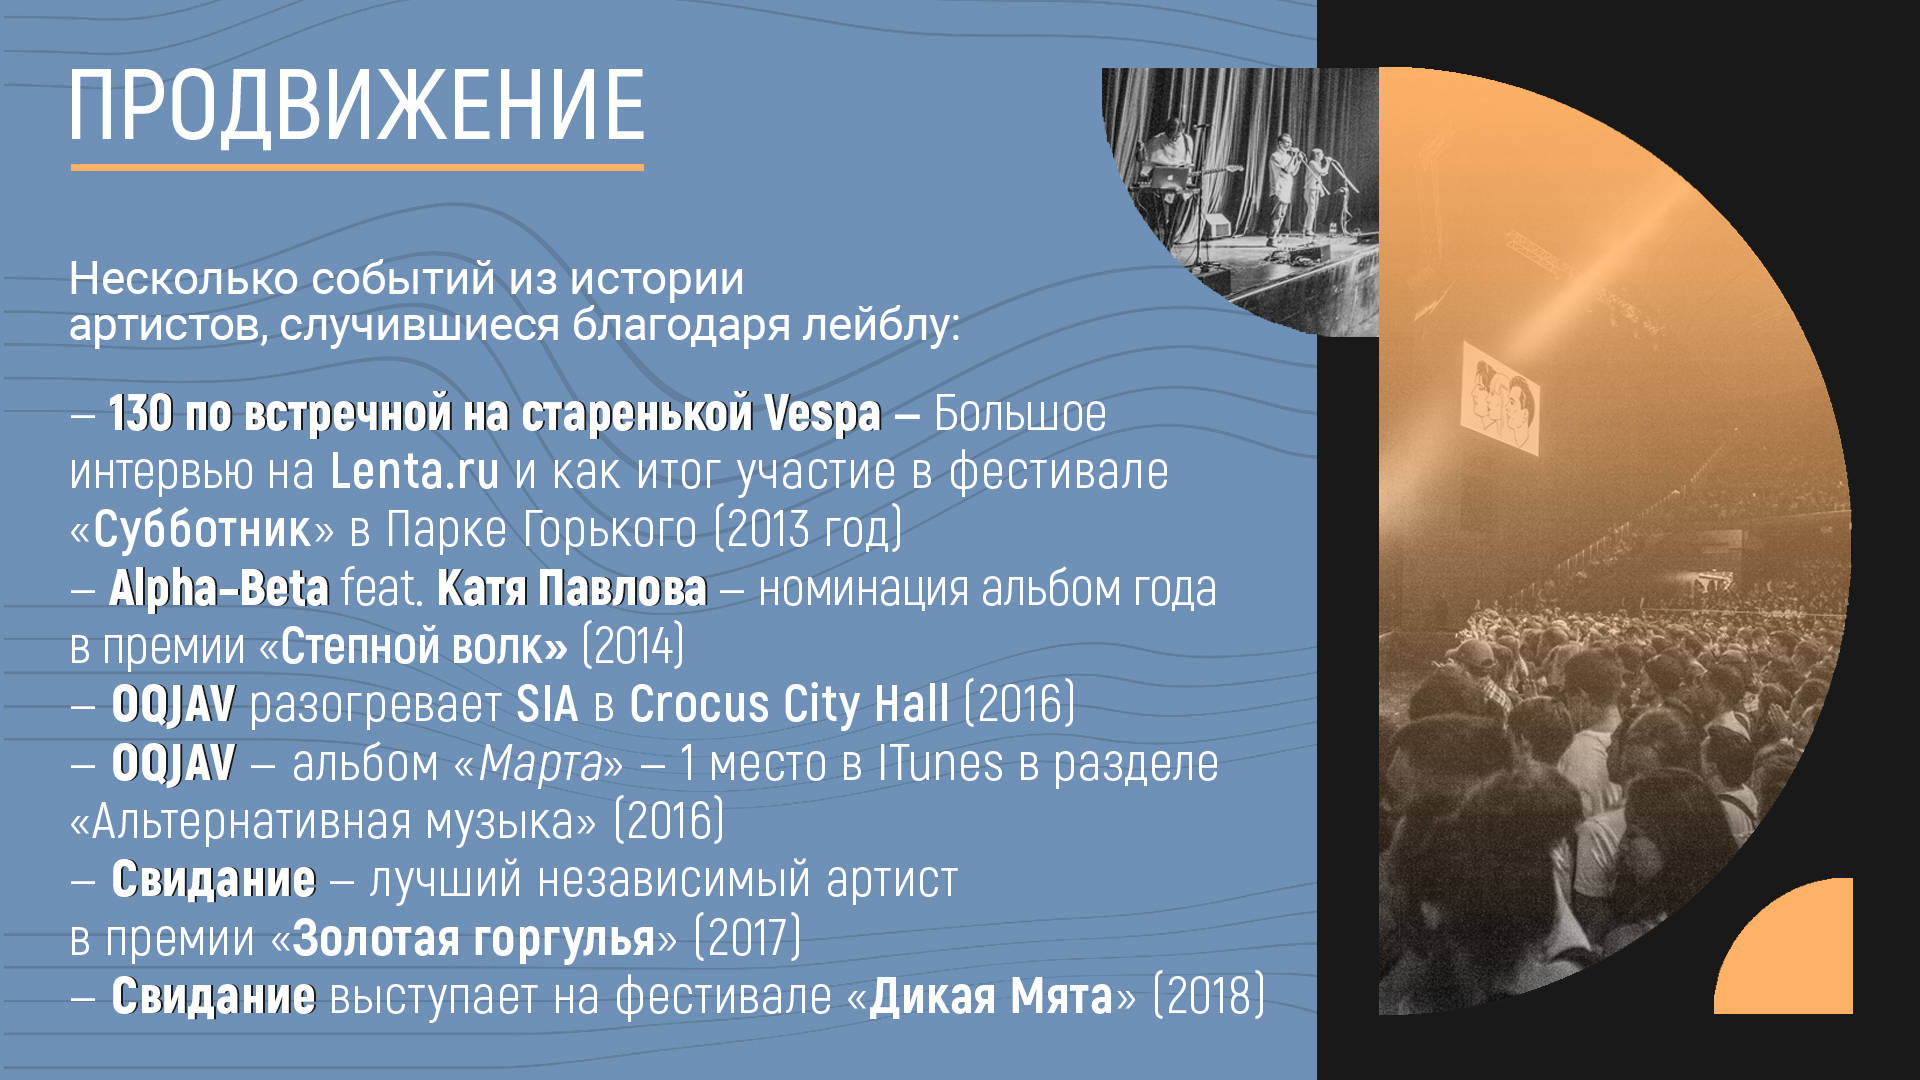 ПРОДВИЖЕНИЕ
Несколько событий из истории
артистов, случившиеся благодаря лейблу:
– 130 по встречной на старенькой Vespa – Большое
интервью на Lenta.ru и как итог участие в фестивале
«Субботник» в Парке Горького (2013 год)
– Alpha-Beta feat. Катя Павлова – номинация альбом года
в премии «Степной волк» (2014)
– OQJAV разогревает SIA в Crocus City Hall (2016)
– OQJAV – альбом «Марта» – 1 место в ITunes в разделе
«Альтернативная музыка» (2016)
– Свидание – лучший независимый артист
в премии «Золотая горгулья» (2017)
– Свидание выступает на фестивале «Дикая Мята» (2018)